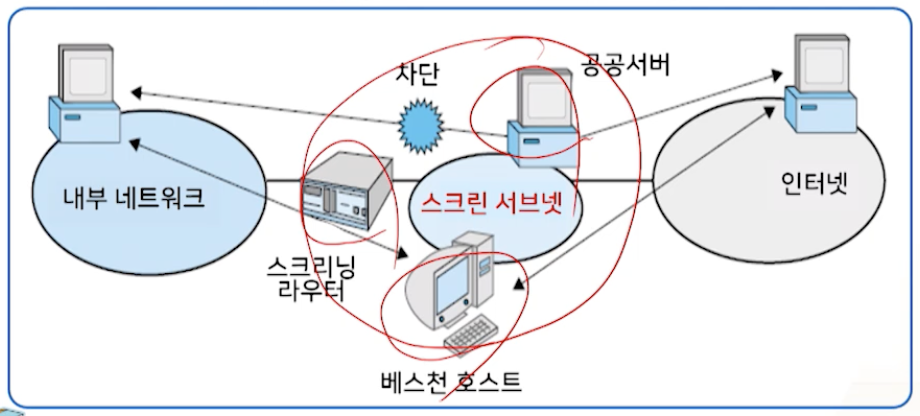 차단
공공서버
내부 네트워크
스크린 서브넷
인터넷
스크리닝
라우터
베스천 호스트